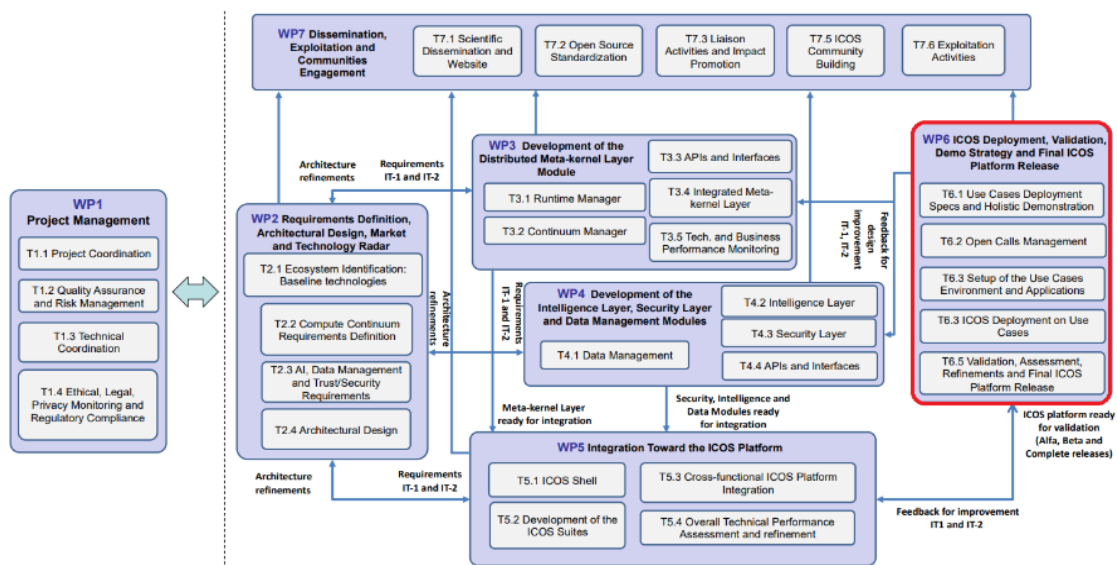 WP7 Dissemination,
Exploitation and
Communities
Engagement
T7.1 Scientific
Dissemination and
Website
T7.2 Open Source
Standardization
T7.3 Liaison
Activities and Impact
Promotion
T7.5 ICOS
Community
Building
T7.6 Exploitation
Activities
Architecture
refinements
Requirements
IT-1 and IT-2
WP1
Project Management
T1.1 Project Coordination
T1.2 Quality Assurance
and Risk Management
T1.3 Technical
Coordination
T1.4 Ethical, Legal,
Privacy Monitoring and
Regulatory Compliance
WP2 Requirements Definition,
Architectural Design, Market
and Technology Radar
T2.1 Ecosystem Identification:
Baseline technologies
T2.2 Compute Continuum
Requirements Definition
T2.3 AI, Data Management
and Trust/Security
Requirements
T2.4 Architectural Design
WP3 Development of the
Distributed Meta-kernel Layer
Module
T3.1 Runtime Manager
T3.2 Continuum Manager
T3.3 APIs and Interfaces
T3.4 Integrated Meta-
kernel Layer
T3.5 Tech. and Business
Performance Monitoring
Feedback for
design
improvement
IT-1, IT-2
WP6 ICOS Deployment, Validation,
Demo Strategy and Final ICOS
Platform Release
T6.1 Use Cases Deployment
Specs and Holistic Demonstration
T6.2 Open Calls Management
T6.3 Setup of the Use Cases
Environment and Applications
T6.3 ICOS Deployment on Use
Cases
T6.5 Validation, Assessment,
Refinements and Final ICOS
Platform Release
Architecture
refinements
Requirements
IT-1 and IT-2
WP4 Development of the
Intelligence Layer, Security Layer
and Data Management Modules
T4.1 Data Management
T4.2 Intelligence Layer
T4.3 Security Layer
T4.4 APIs and Interfaces
Meta-kernel Layer
ready for integration
Security, Intelligence and
Data Modules ready
for integration
ICOS platform ready
for validation
(Alfa, Beta and
Complete releases)
Architecture
refinements
Requirements
IT-1 and IT-2
WP5 Integration Toward the ICOS Platform
T5.1 ICOS Shell
T5.2 Development of the
ICOS Suites
T5.3 Cross-functional ICOS Platform
Integration
T5.4 Overall Technical Performance
Assessment and refinement
Feedback for improvement
IT1 and IT-2